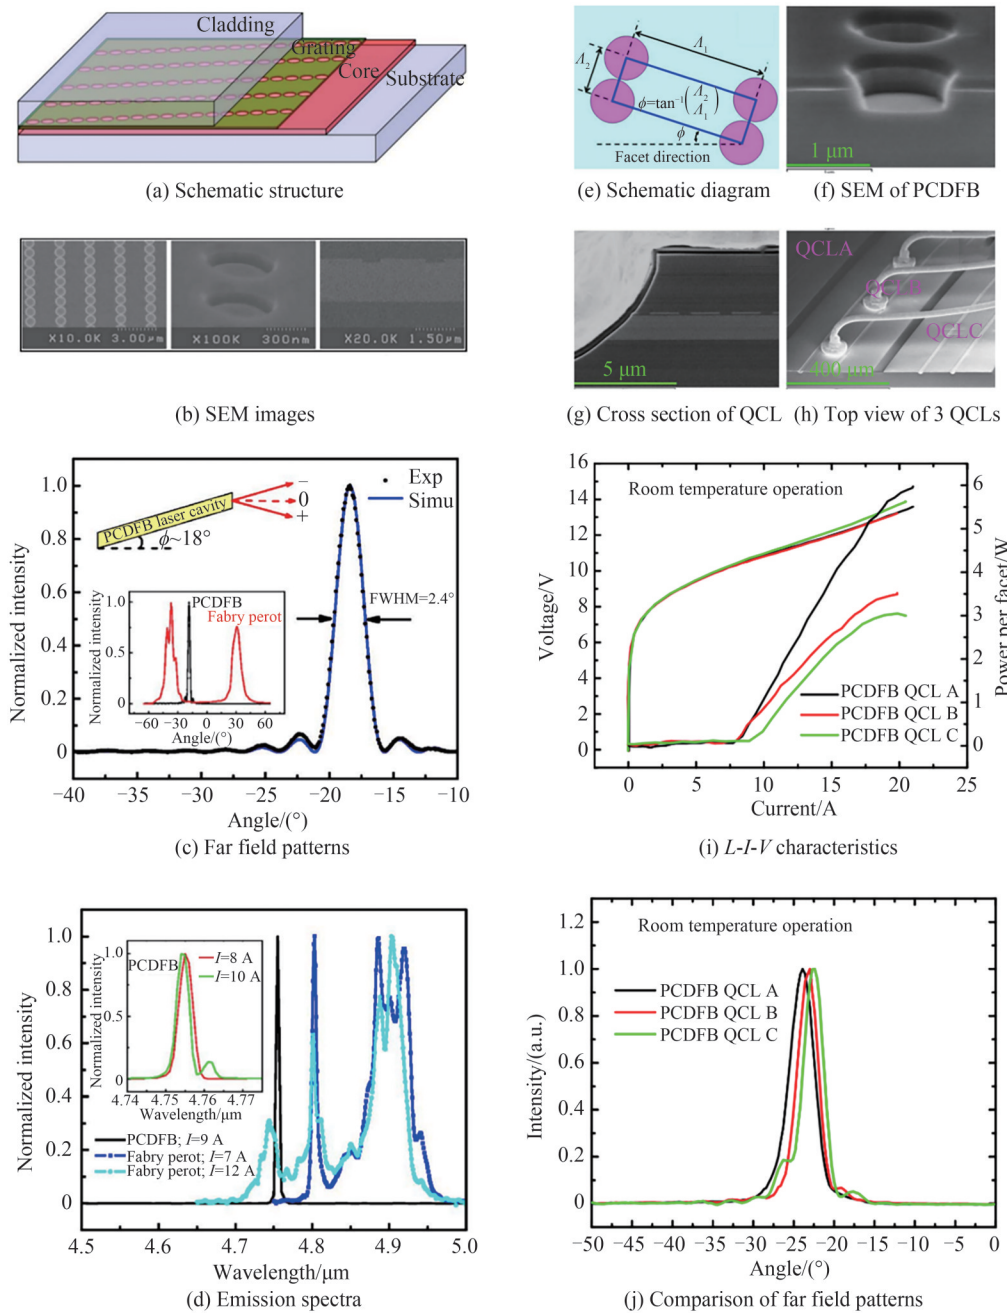 Cladding
Grating
Core
Substrate
(a) Schematic structure
X10.0K 3.00μm
X100K 300nm
X20.0K 1.50μm
(b) SEM images
Normalized intensity
1.0
0.8
0.6
0.4
0.2
0
−40 −35 −30 −25 −20 −15 −10
Angle/(°)
Exp
Simu
PCDFB laser cavity
ϕ~18°
−
0
+
FWHM=2.4°
Normalized intensity
1.0
0.5
0
PCDFB
Fabry perot
−60 −30 0 30 60
Angle/(°)
(c) Far field patterns
Normalized intensity
1.0
0.8
0.6
0.4
0.2
0
4.5 4.6 4.7 4.8 4.9 5.0
Wavelength/μm
Normalized intensity
1.0
0.5
0
PCDFB
I=8 A
I=10 A
4.74 4.75 4.76 4.77
Wavelength/μm
PCDFB; I=9 A
Fabry perot; I=7 A
Fabry perot; I=12 A
(d) Emission spectra
Λ1
Λ2
ϕ=tan−1(Λ2/Λ1)
ϕ
Facet direction
(e) Schematic diagram
1 μm
(f) SEM of PCDFB
5 μm
(g) Cross section of QCL
QCLA
QCLB
QCLC
400 μm
(h) Top view of 3 QCLs
Room temperature operation
Voltage/V
16
14
12
10
8
6
4
2
0
Power per facet/W
6
5
4
3
2
1
0
PCDFB QCL A
PCDFB QCL B
PCDFB QCL C
0 5 10 15 20 25
Current/A
(i) L-I-V characteristics
Room temperature operation
Intensity/(a.u.)
1.2
1.0
0.8
0.6
0.4
0.2
0
PCDFB QCL A
PCDFB QCL B
PCDFB QCL C
−50 −45 −40 −35 −30 −25 −20 −15 −10 −5 0
Angle/(°)
(j) Comparison of far field patterns